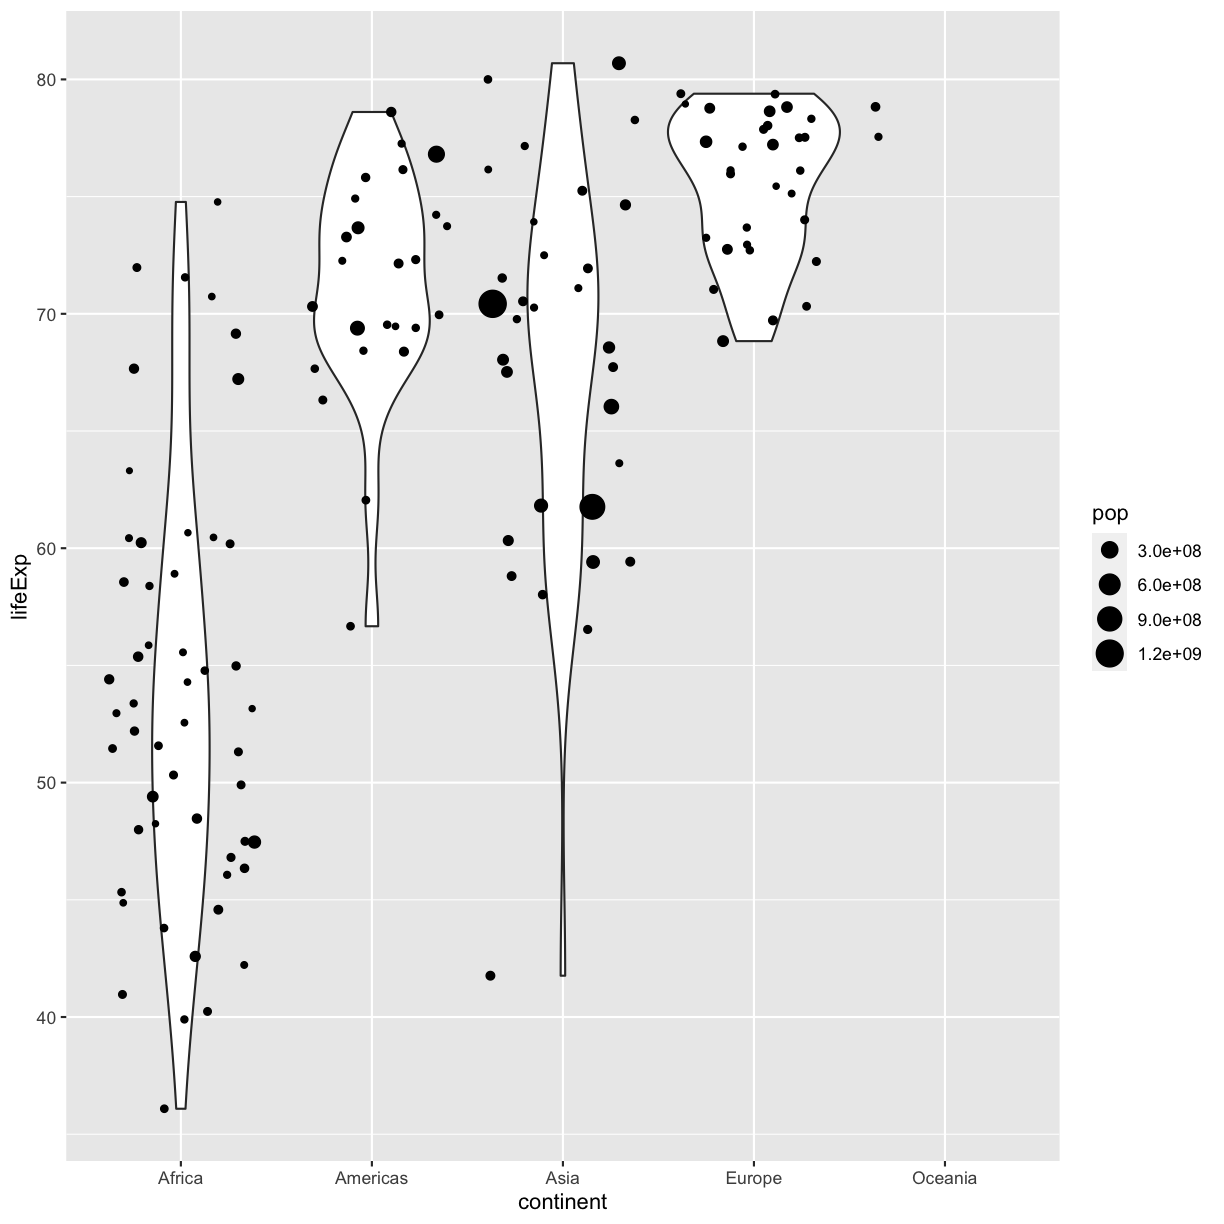 80
70
60
50
40
lifeExp
Africa
Americas
Asia
Europe
Oceania
continent
pop
3.0e+08
6.0e+08
9.0e+08
1.2e+09